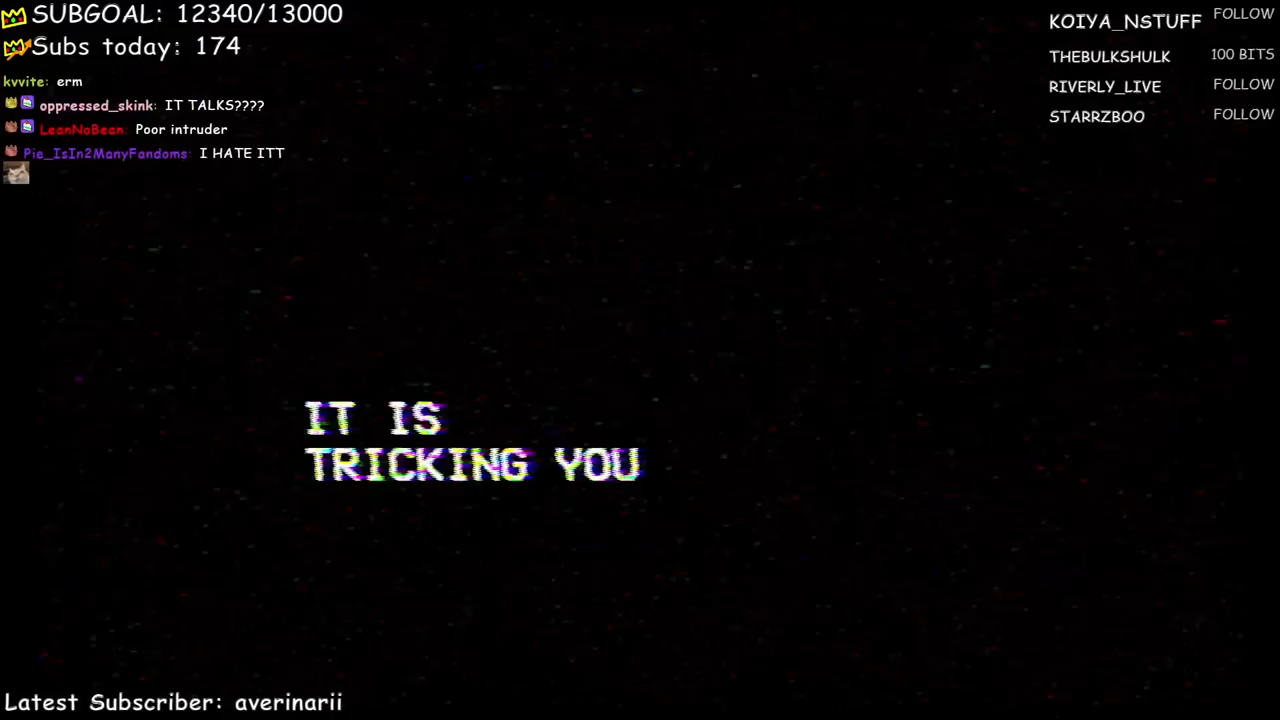 SUBGOAL: 12340/13000
Subs today: 174
kvvite: erm
oppressed_skink: IT TALKS????
LeanNoBean: Poor intruder
Pie_IsIn2ManyFandoms: I HATE ITT
KOIYA_NSTUFF FOLLOW
THEBULKSHULK 100 BITS
RIVERLY_LIVE FOLLOW
STARRZBOO FOLLOW
IT IS
TRICKING YOU
Latest Subscriber: averinarii